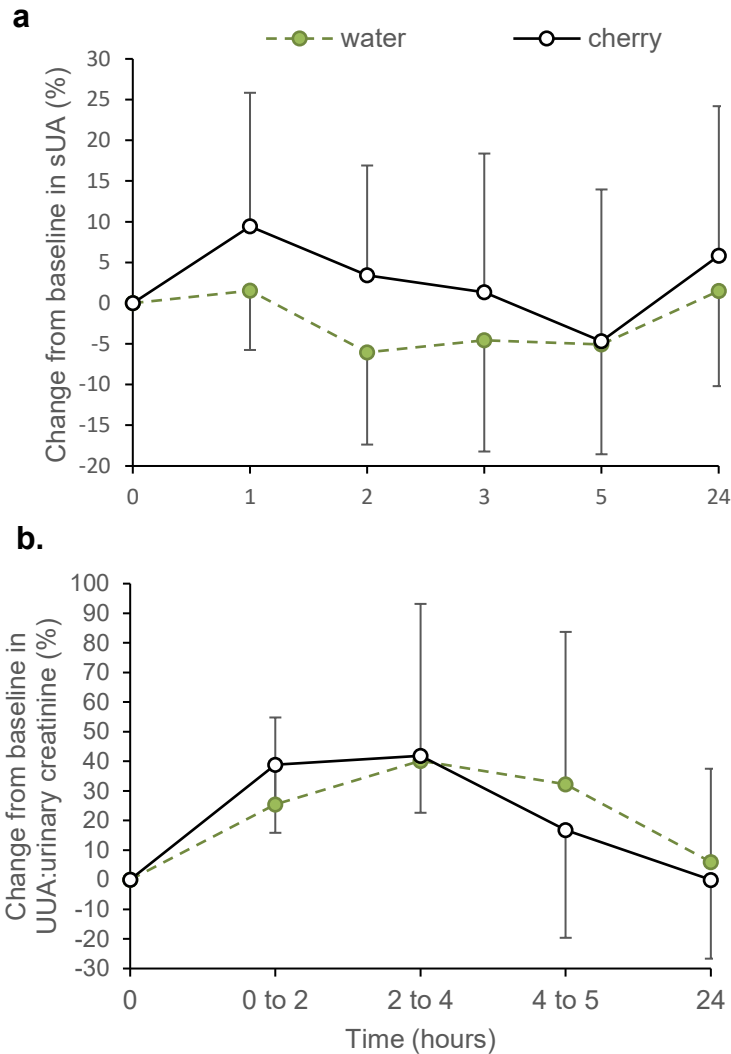 a
water
cherry
Change from baseline in sUA (%)
30
25
20
15
10
5
0
-5
-10
-15
-20
0 1 2 3 5 24
b.
Change from baseline in
UUA:urinary creatinine (%)
100
90
80
70
60
50
40
30
20
10
0
-10
-20
-30
0 0 to 2 2 to 4 4 to 5 24
Time (hours)